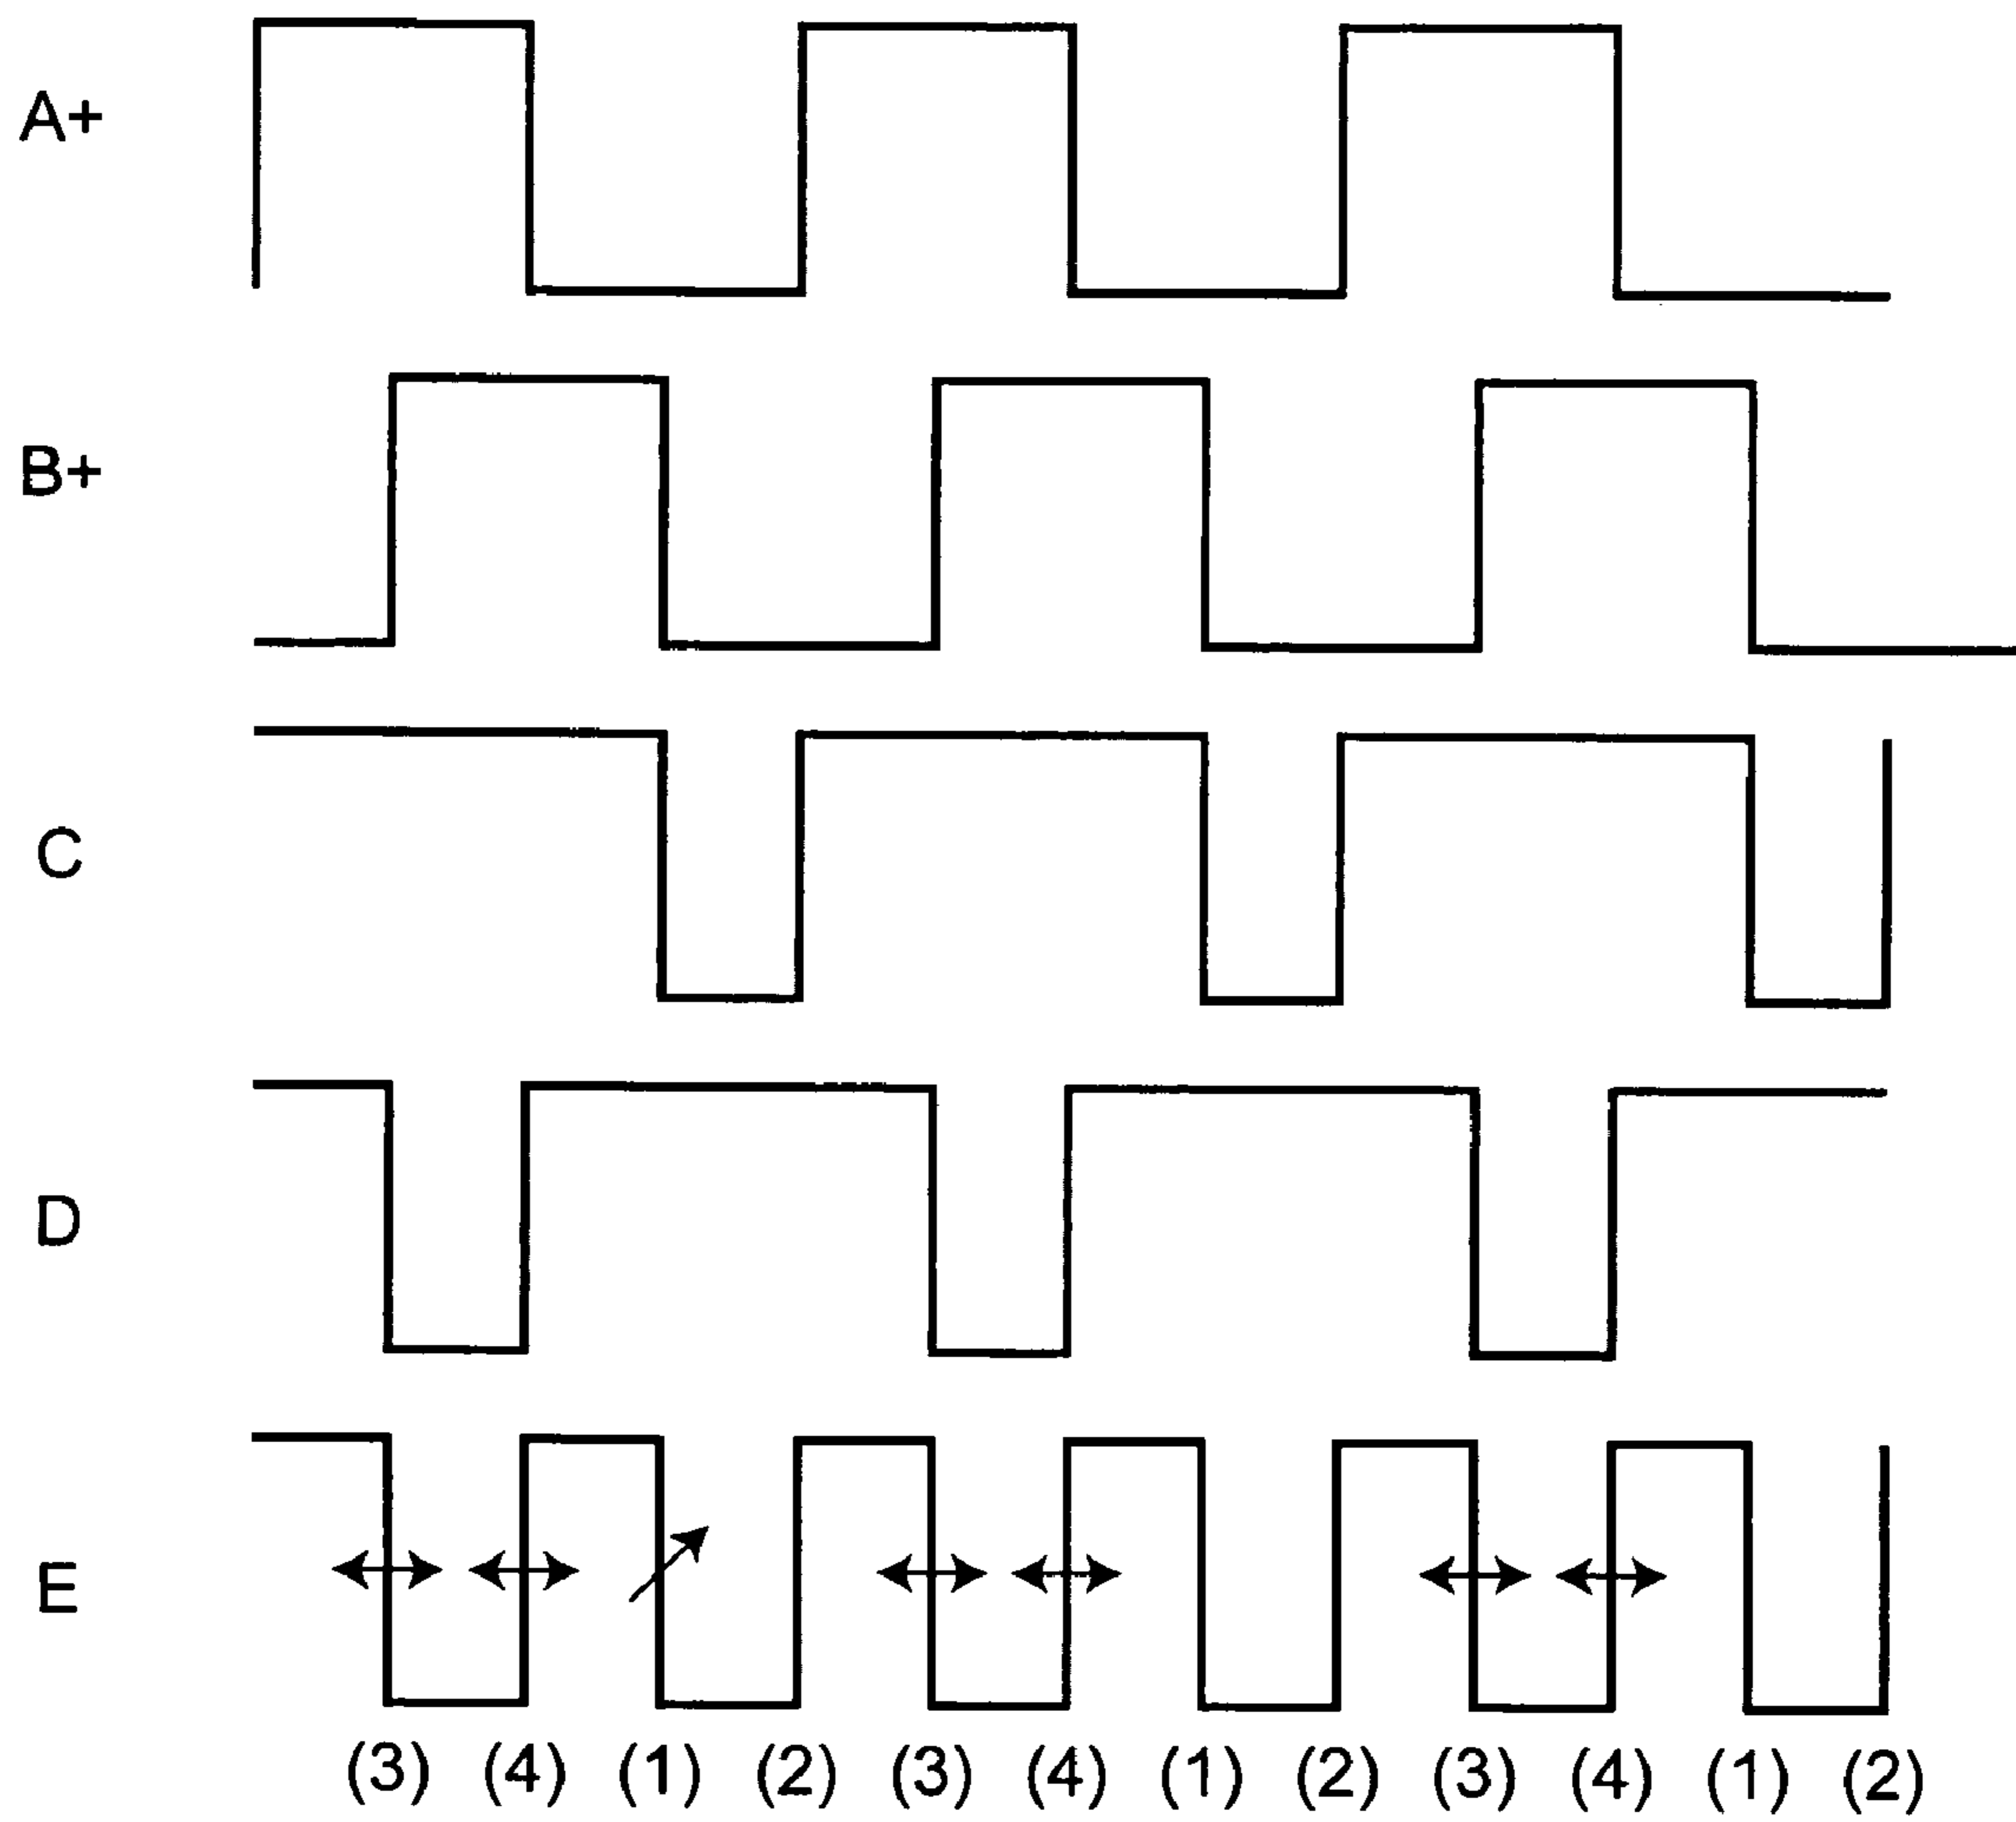 A+
B+
C
D
E
(3) (4) (1) (2) (3) (4) (1) (2) (3) (4) (1) (2)